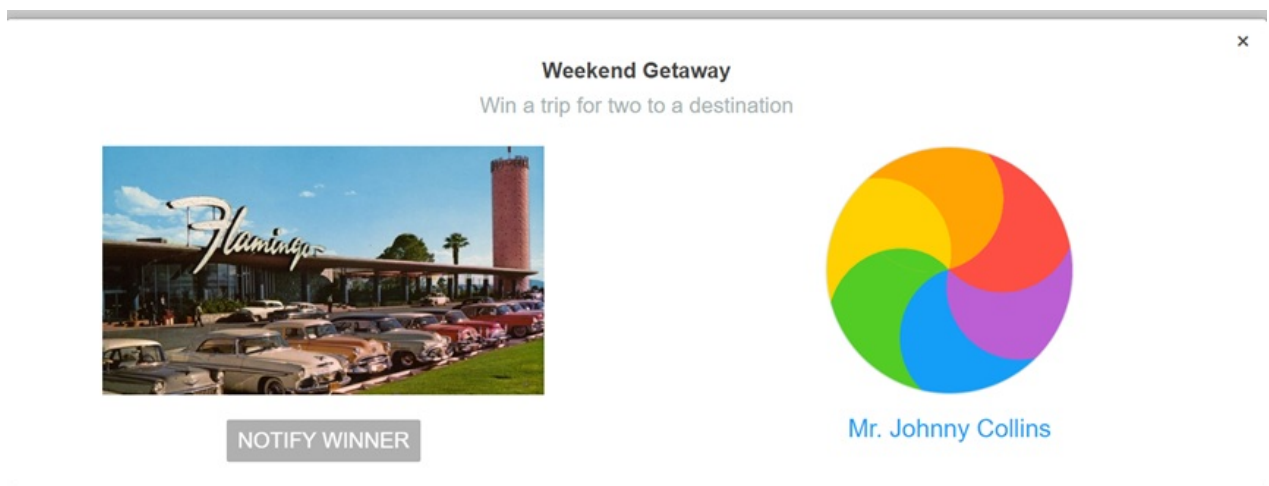 ×
Weekend Getaway
Win a trip for two to a destination
Flamingo
NOTIFY WINNER
Mr. Johnny Collins